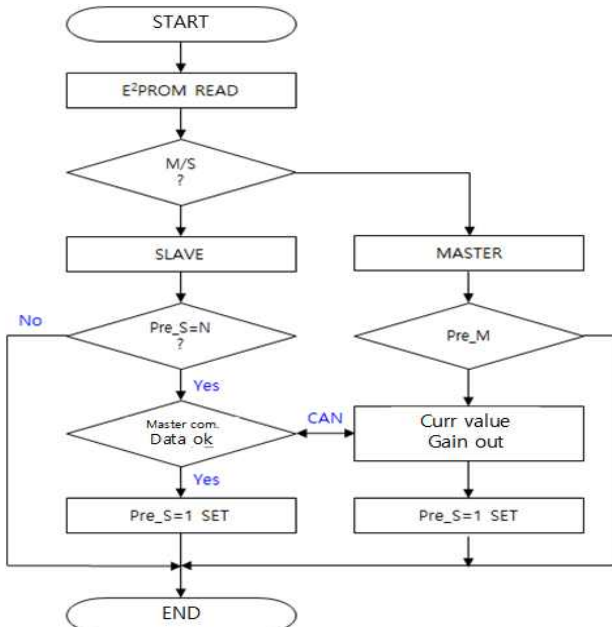 START
E²PROM READ
M/S
?
SLAVE
MASTER
No
Pre_S=N
?
Pre_M
Yes
Master com.
Data ok
CAN
Curr value
Gain out
Yes
Pre_S=1 SET
Pre_S=1 SET
END